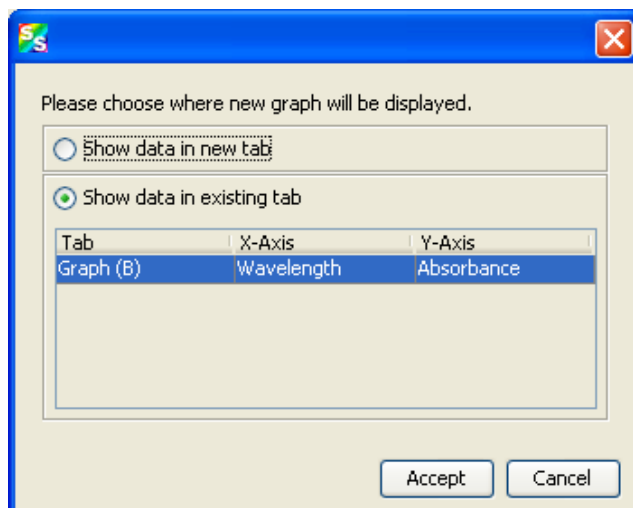 SS
Please choose where new graph will be displayed.
Show data in new tab
Show data in existing tab
Tab X-Axis Y-Axis
Graph (B) Wavelength Absorbance
Accept Cancel